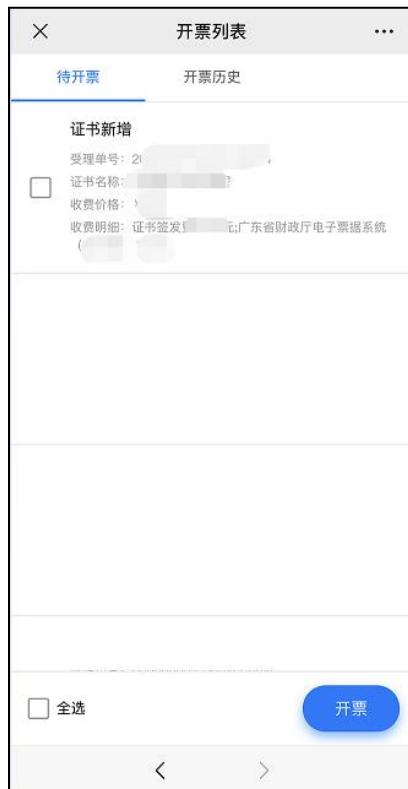 开票列表
待开票
开票历史
证书新增
受理单号: 20
证书名称:
收费价格:
收费明细: 证书签发 元;广东省财政厅电子票据系统
(
全选
开票